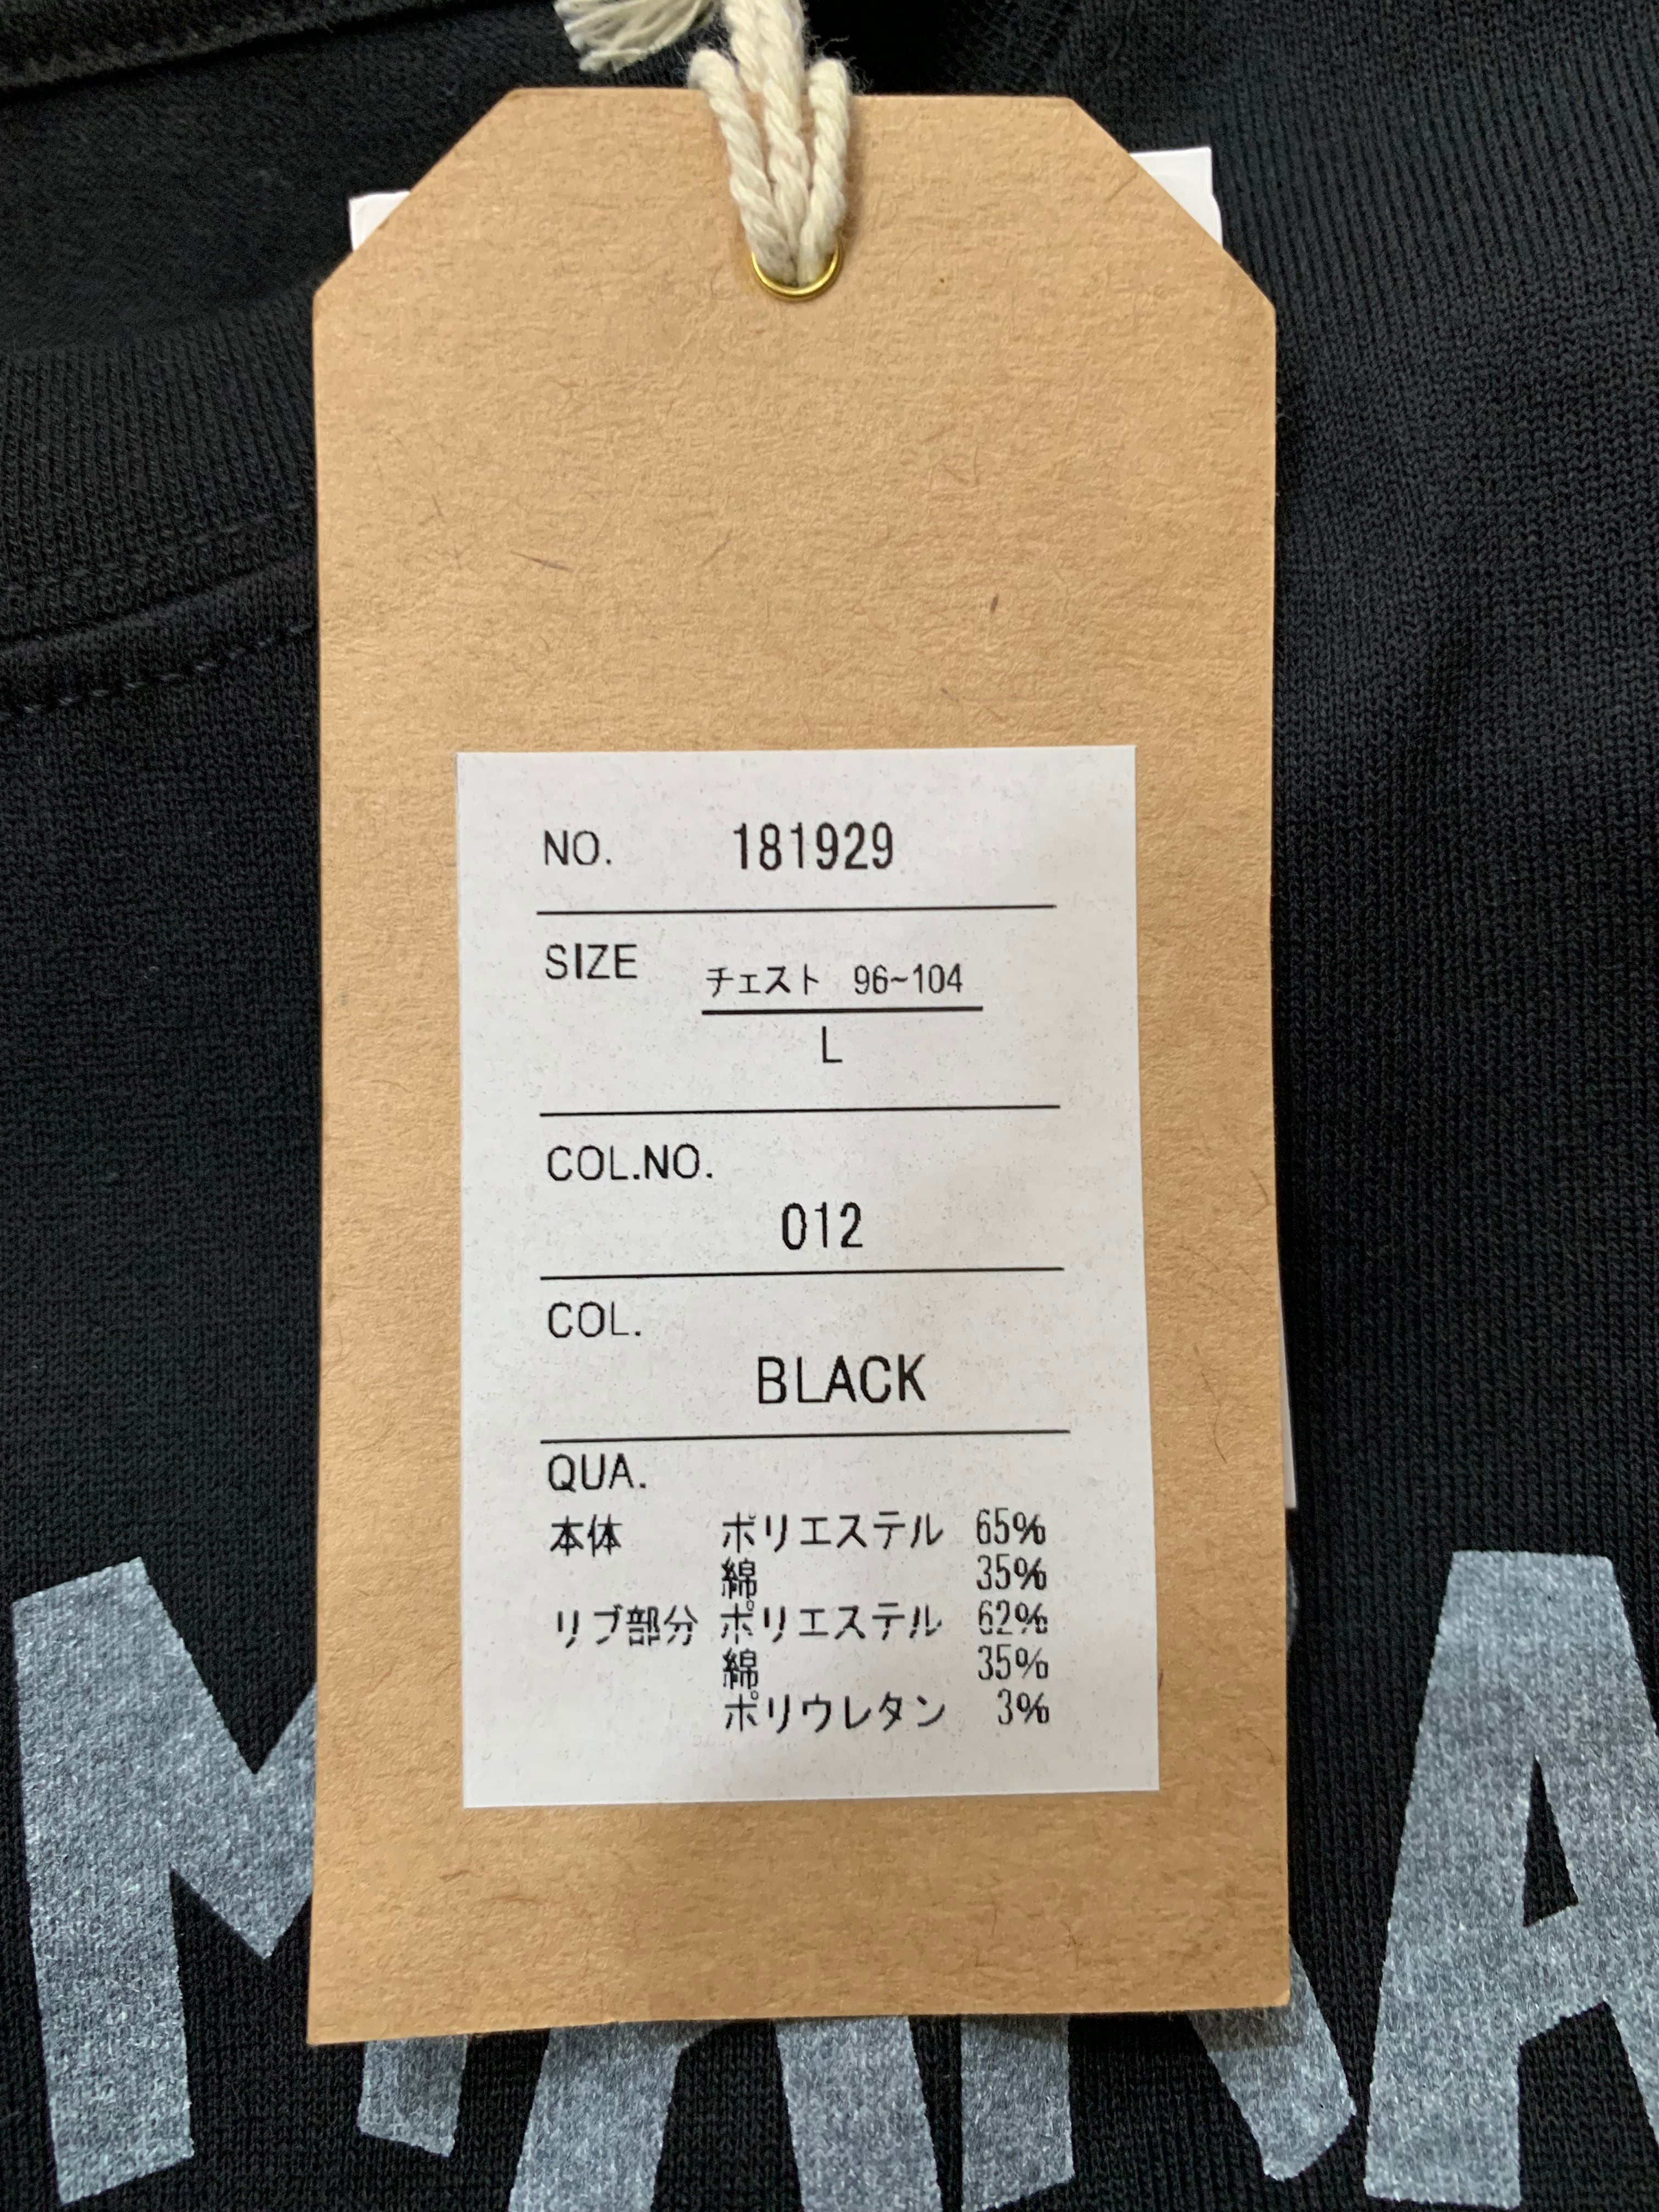 NO. 181929
SIZE チェスト 96~104
L
COL.NO.
012
COL.
BLACK
QUA.
本体 ポリエステル 65%
綿 35%
リブ部分 ポリエステル 62%
綿 35%
ポリウレタン 3%